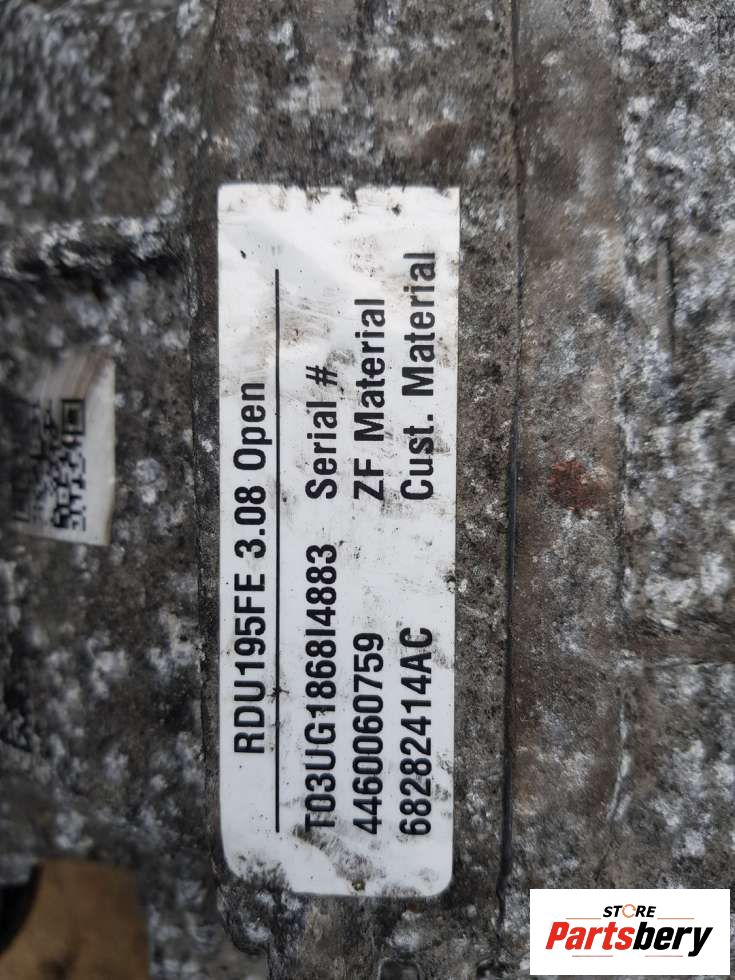 RDU195FE 3.08 Open
T03UG1868I4883 Serial #
4460060759 ZF Material
68282414AC Cust. Material
STORE
Partsbery